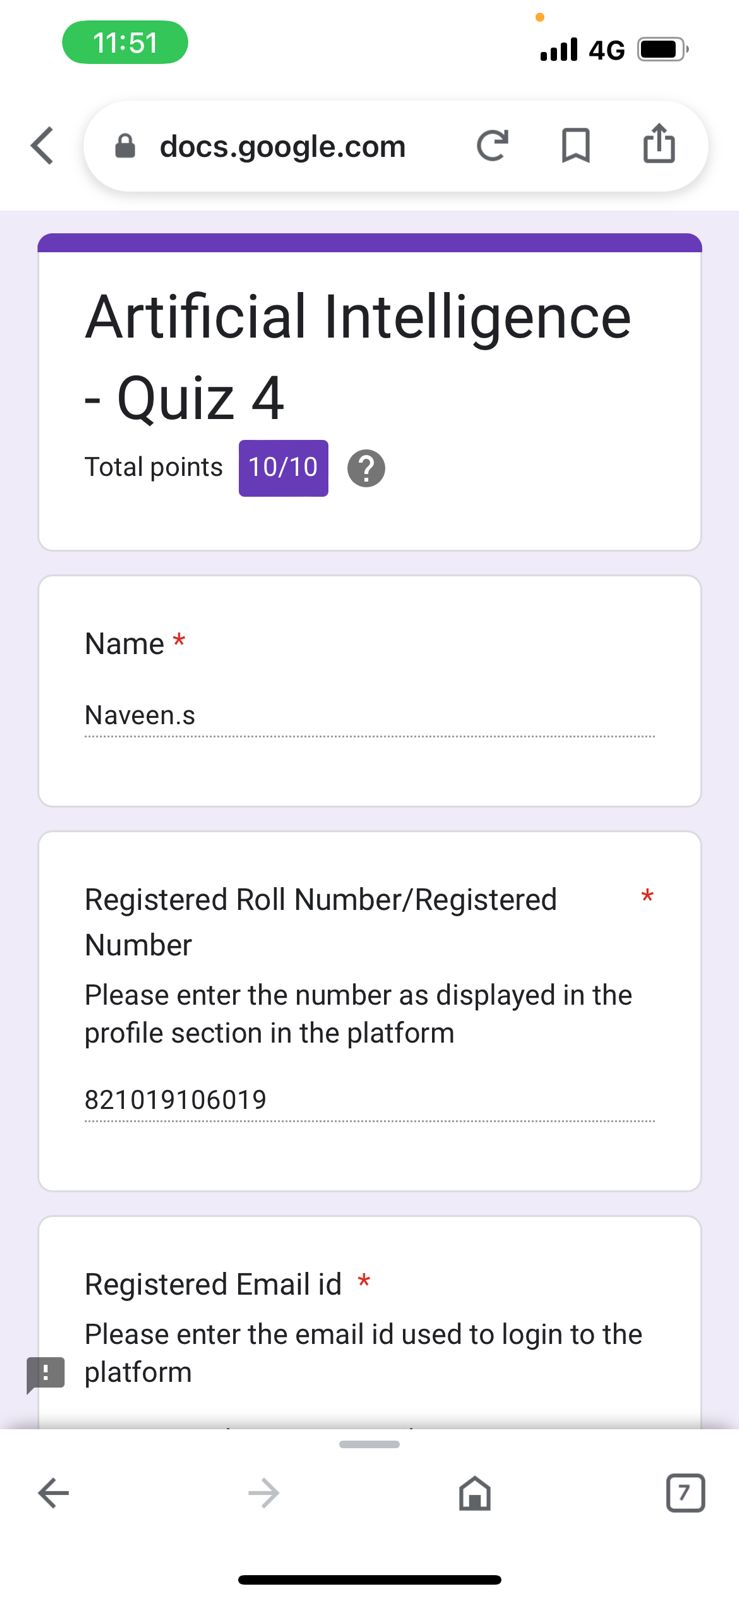 11:51
4G
docs.google.com
Artificial Intelligence
- Quiz 4
Total points 10/10 ?
Name *
Naveen.s
Registered Roll Number/Registered *
Number
Please enter the number as displayed in the
profile section in the platform
821019106019
Registered Email id *
Please enter the email id used to login to the
platform
7